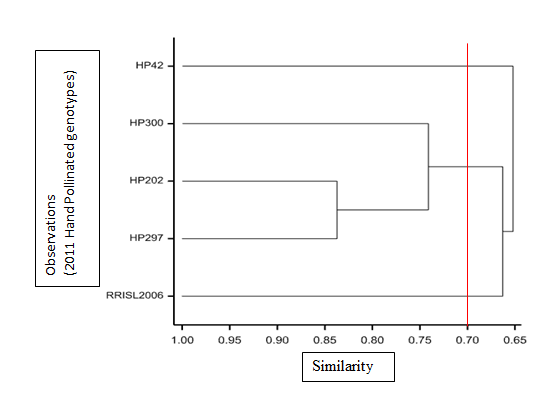 Observations
(2011 Hand Pollinated genotypes)
HP42
HP300
HP202
HP297
RRISL2006
1.00 0.95 0.90 0.85 0.80 0.75 0.70 0.65
Similarity